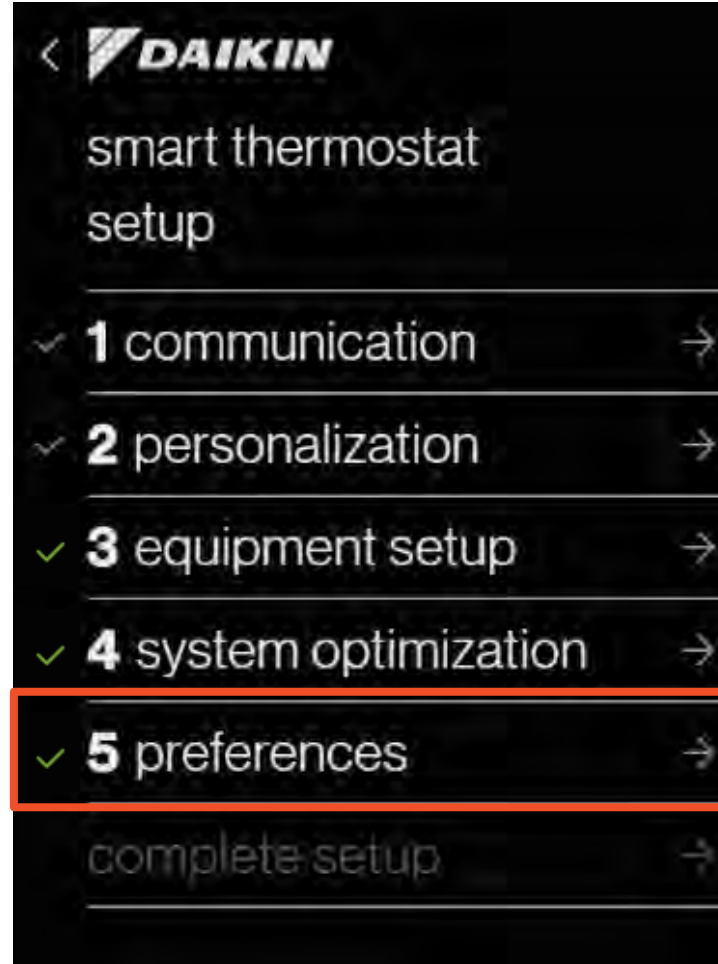 DAIKIN
smart thermostat
setup
1 communication
2 personalization
3 equipment setup
4 system optimization
5 preferences
complete setup